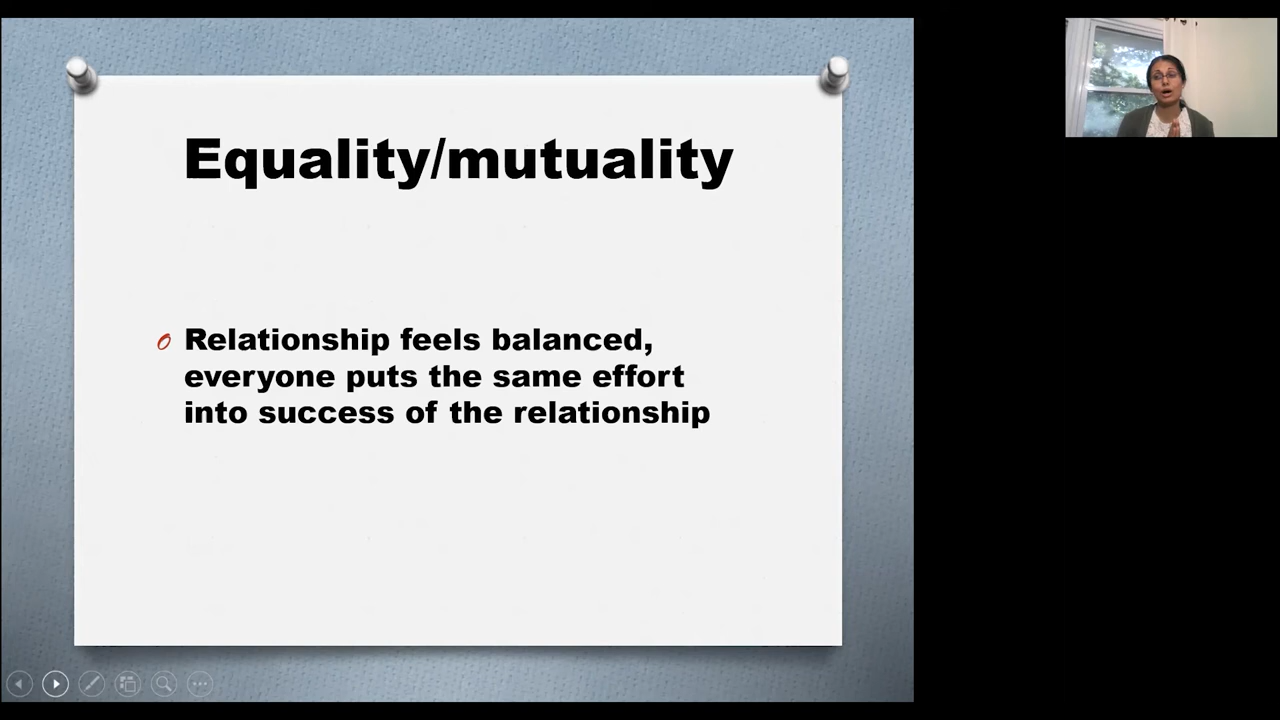 Equality/mutuality
Relationship feels balanced,
everyone puts the same effort
into success of the relationship